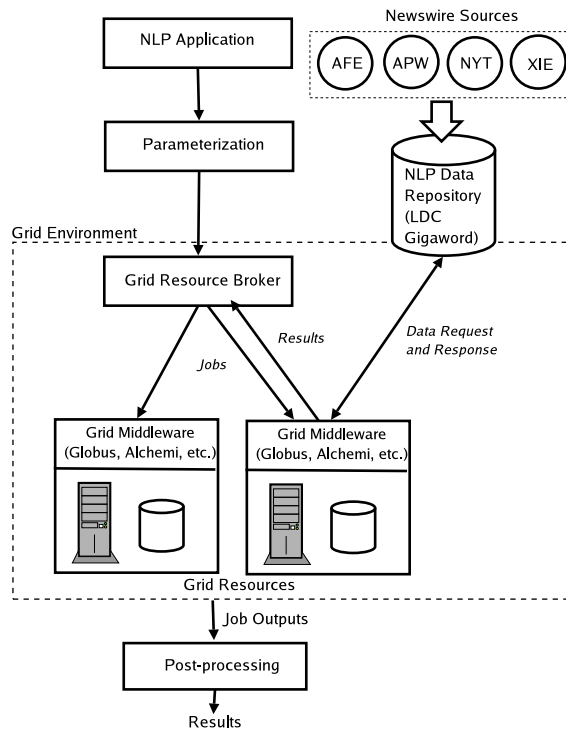 Newswire Sources
NLP Application
AFE
APW
NYT
XIE
Parameterization
NLP Data
Repository
(LDC
Gigaword)
Grid Environment
Grid Resource Broker
Results
Data Request
and Response
Jobs
Grid Middleware
(Globus, Alchemi, etc.)
Grid Middleware
(Globus, Alchemi, etc.)
Grid Resources
Job Outputs
Post-processing
Results